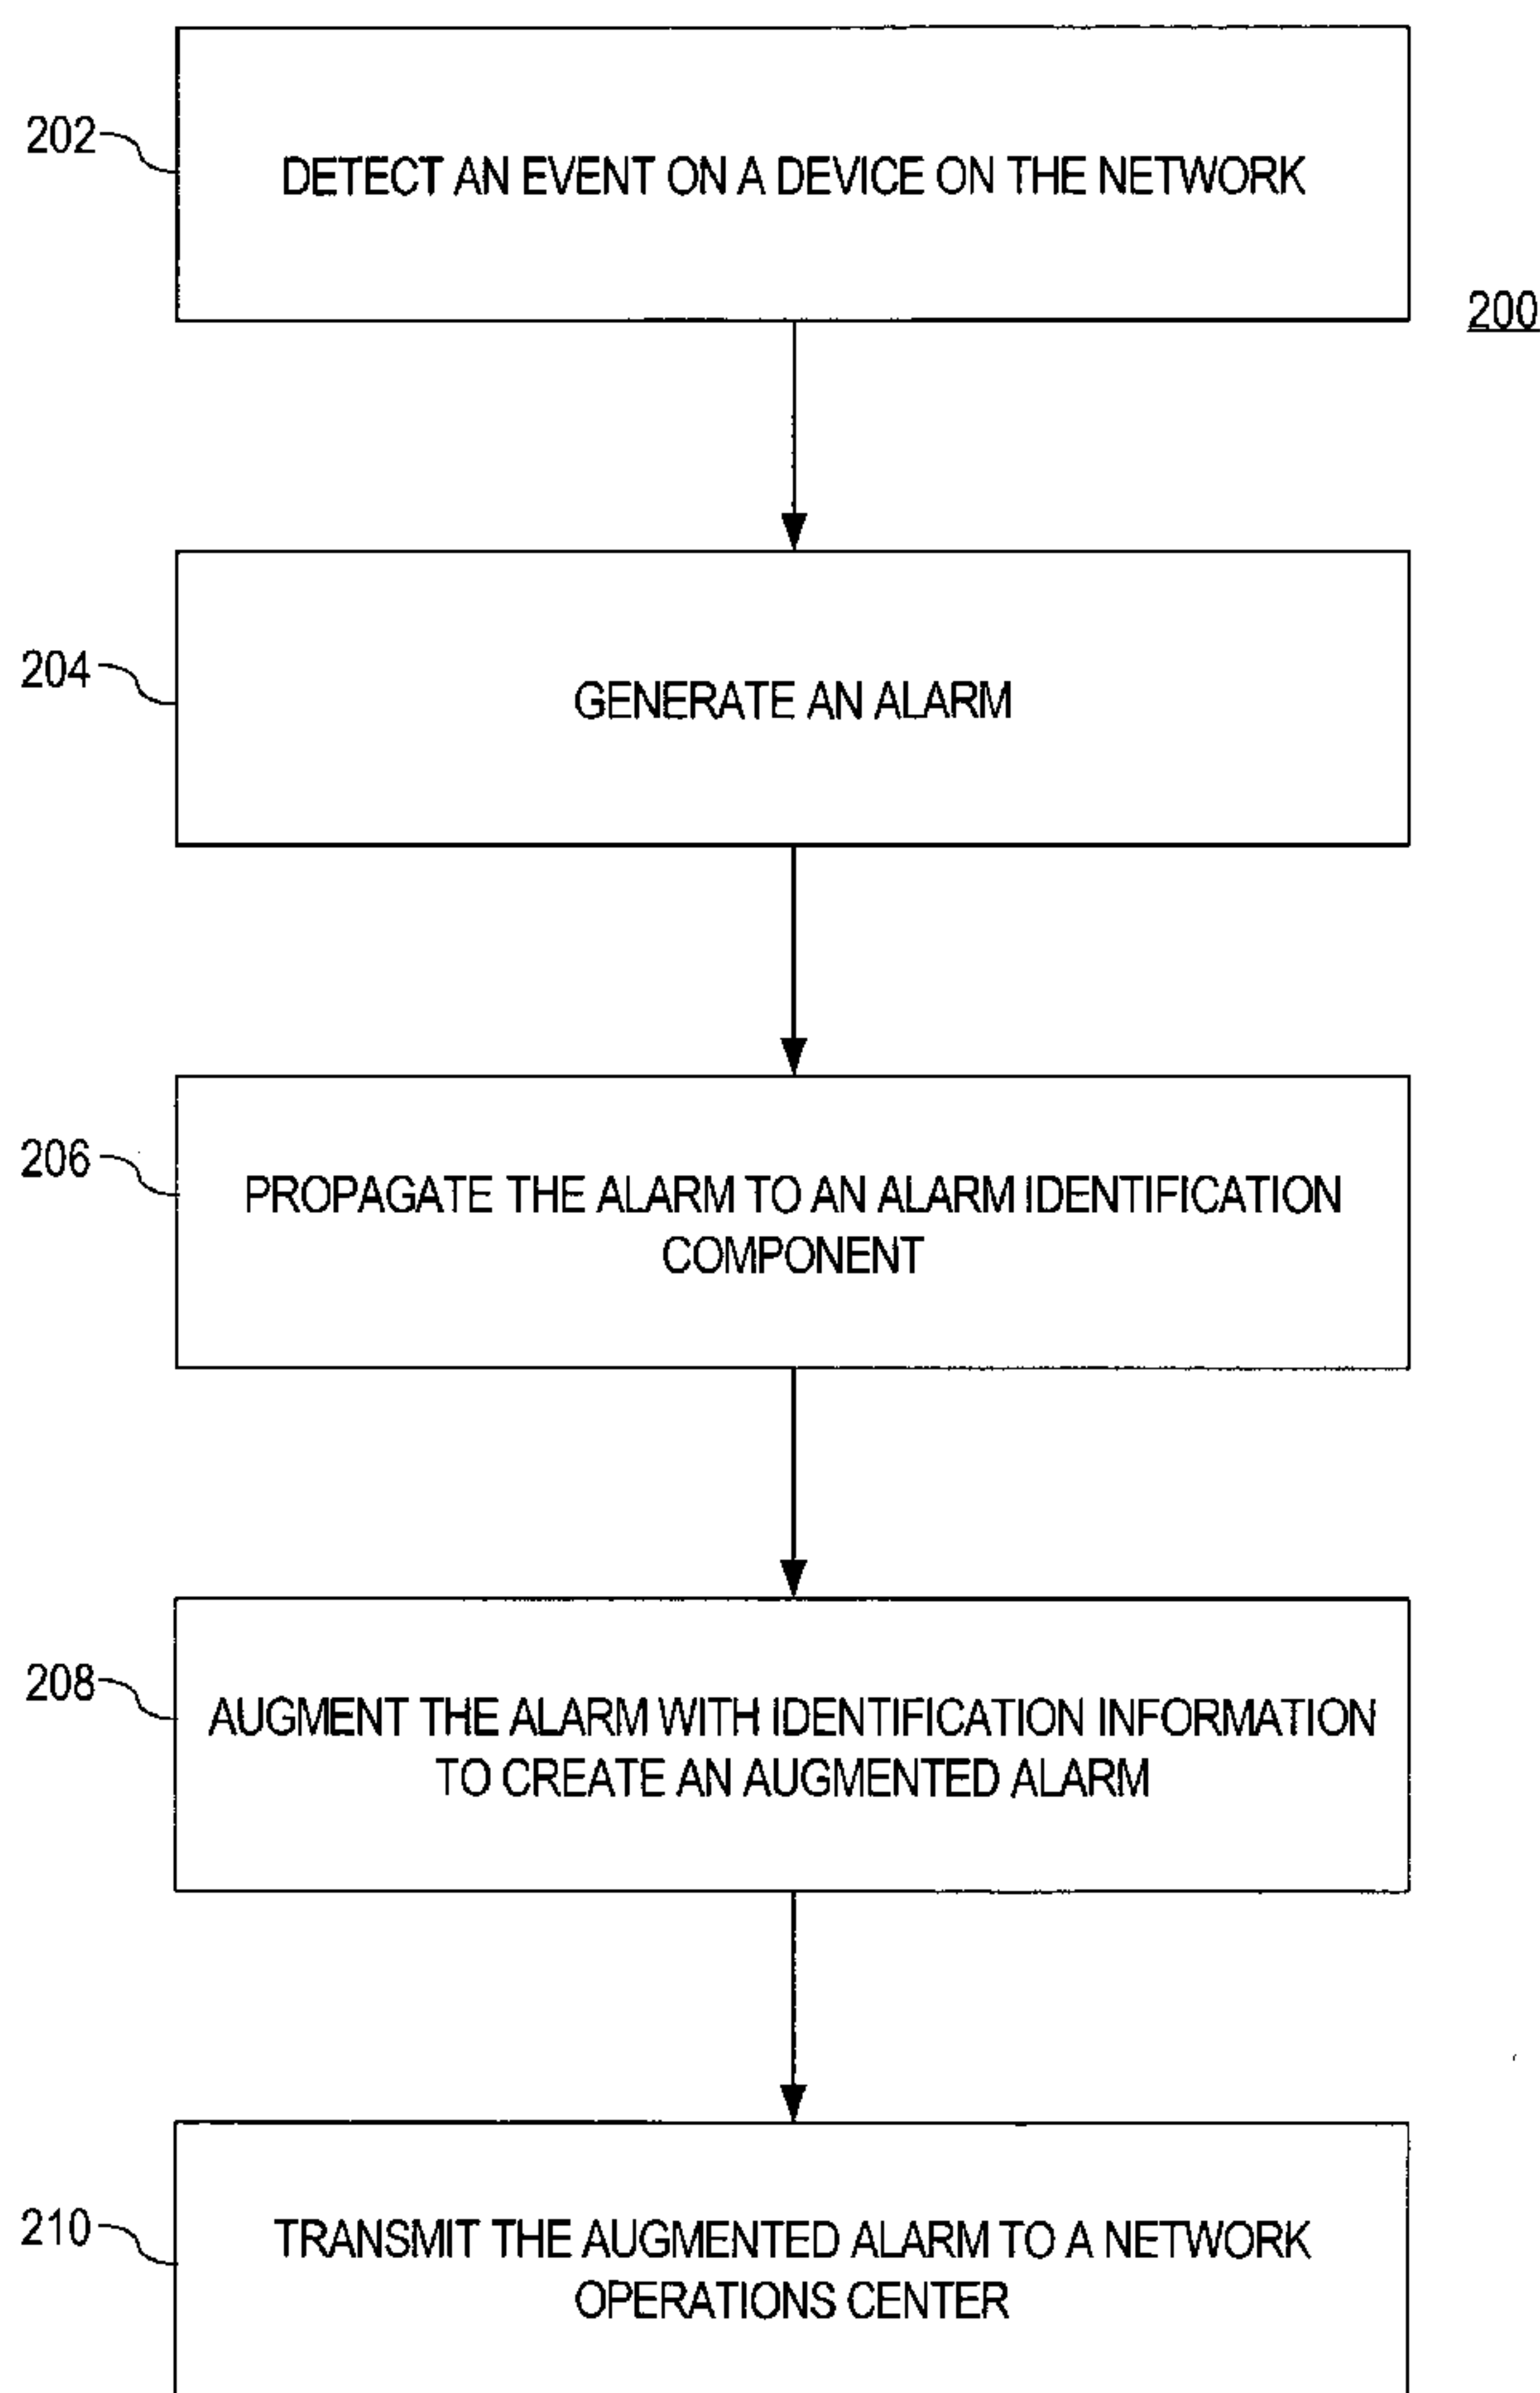 202
DETECT AN EVENT ON A DEVICE ON THE NETWORK
200
204
GENERATE AN ALARM
206
PROPAGATE THE ALARM TO AN ALARM IDENTIFICATION
COMPONENT
208
AUGMENT THE ALARM WITH IDENTIFICATION INFORMATION
TO CREATE AN AUGMENTED ALARM
210
TRANSMIT THE AUGMENTED ALARM TO A NETWORK
OPERATIONS CENTER